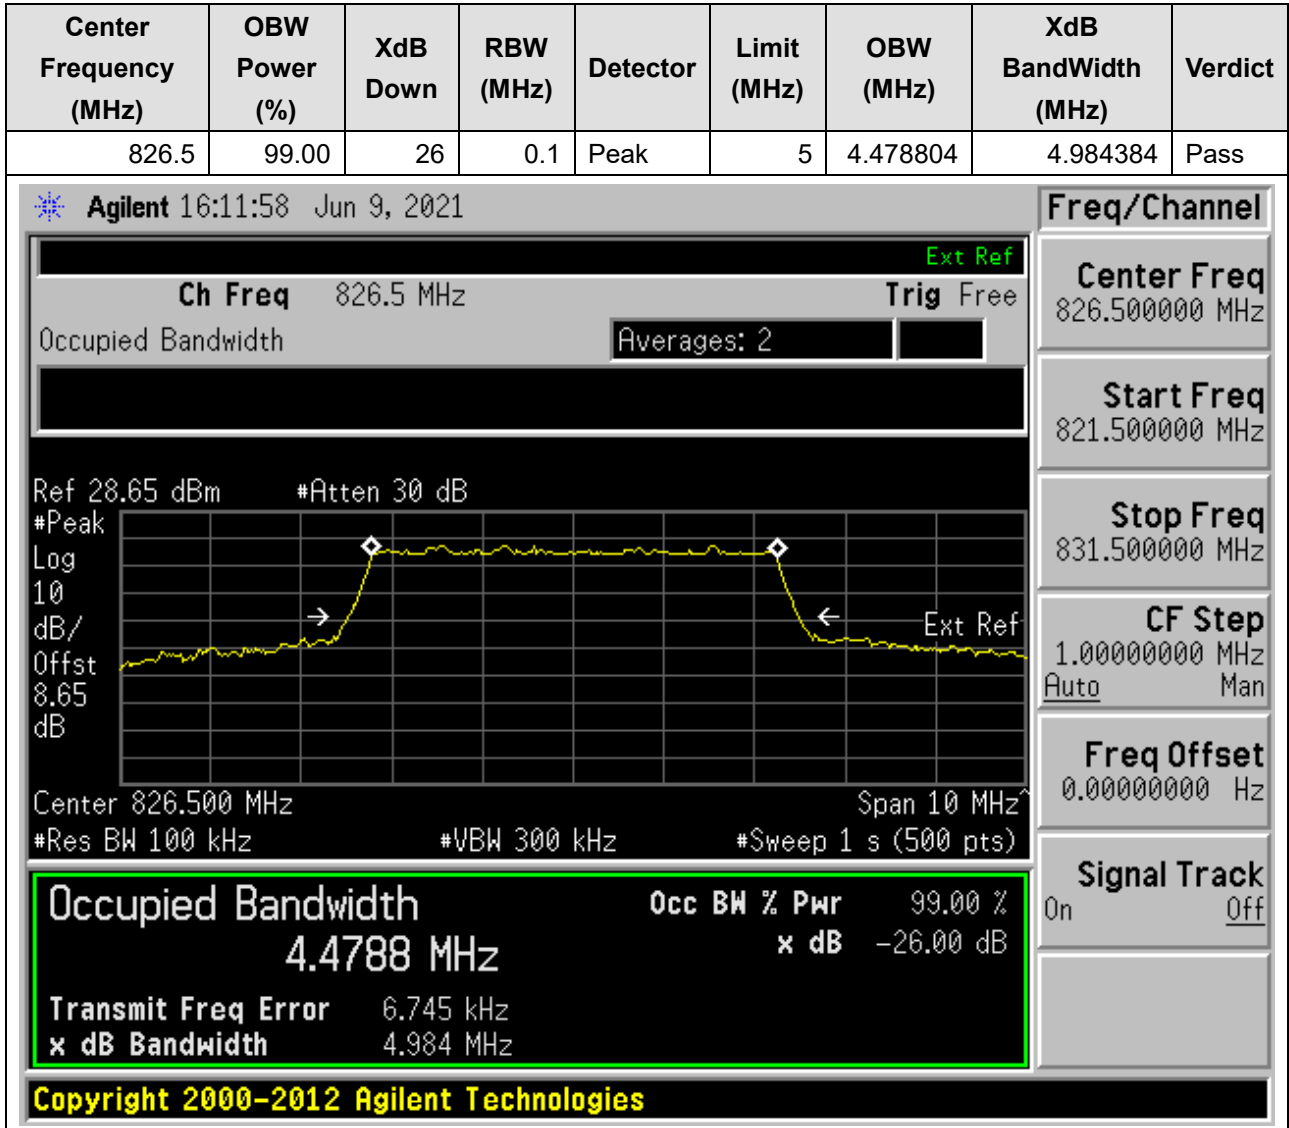 Center Frequency (MHz) OBW Power (%) XdB Down RBW (MHz) Detector Limit (MHz) OBW (MHz) XdB BandWidth (MHz) Verdict
826.5 99.00 26 0.1 Peak 5 4.478804 4.984384 Pass
Agilent 16:11:58 Jun 9, 2021
Ext Ref
Ch Freq 826.5 MHz Trig Free
Occupied Bandwidth Averages: 2
Ref 28.65 dBm #Atten 30 dB
#Peak
Log
10
dB/
Offst
8.65
dB
Ext Ref
Center 826.500 MHz Span 10 MHz^
#Res BW 100 kHz #VBW 300 kHz #Sweep 1 s (500 pts)
Occupied Bandwidth Occ BW % Pwr 99.00 %
4.4788 MHz x dB -26.00 dB
Transmit Freq Error 6.745 kHz
x dB Bandwidth 4.984 MHz
Copyright 2000-2012 Agilent Technologies
Freq/Channel
Center Freq
826.500000 MHz
Start Freq
821.500000 MHz
Stop Freq
831.500000 MHz
CF Step
1.00000000 MHz
Auto Man
Freq Offset
0.00000000 Hz
Signal Track
On Off